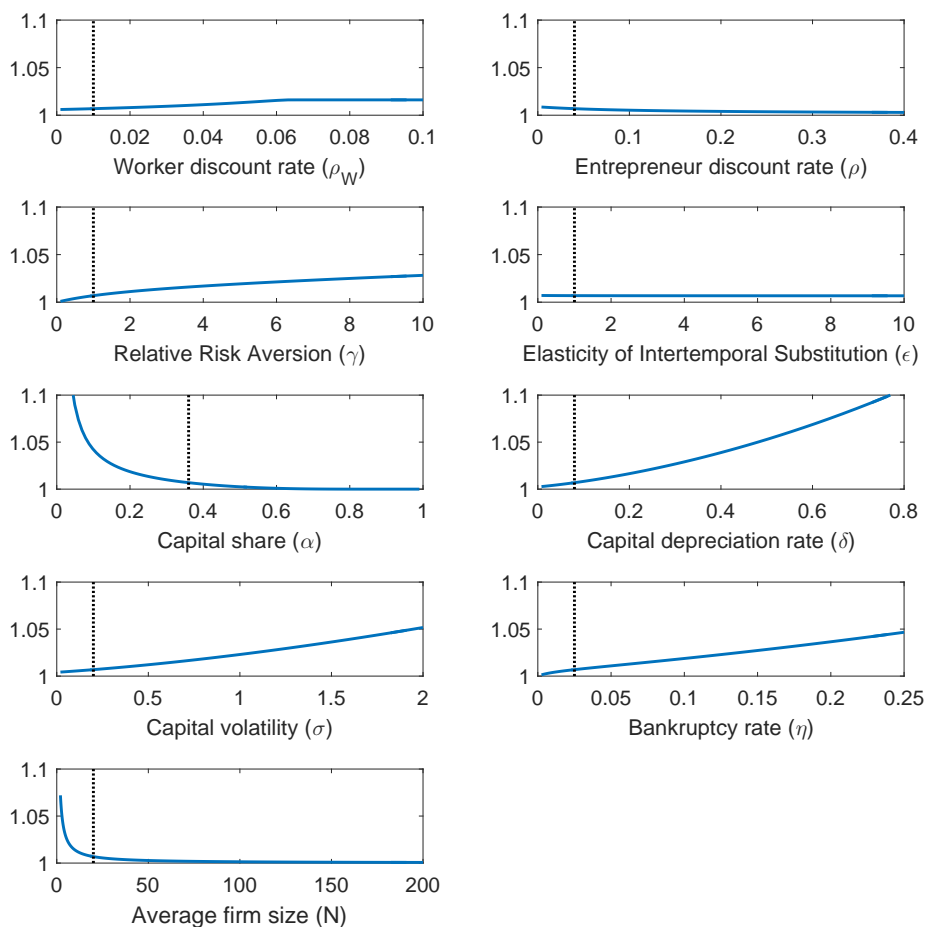 1.1
1.05
1
0 0.02 0.04 0.06 0.08 0.1
Worker discount rate (ρ_W)
1.1
1.05
1
0 0.1 0.2 0.3 0.4
Entrepreneur discount rate (ρ)
1.1
1.05
1
0 2 4 6 8 10
Relative Risk Aversion (γ)
1.1
1.05
1
0 2 4 6 8 10
Elasticity of Intertemporal Substitution (ϵ)
1.1
1.05
1
0 0.2 0.4 0.6 0.8 1
Capital share (α)
1.1
1.05
1
0 0.2 0.4 0.6 0.8
Capital depreciation rate (δ)
1.1
1.05
1
0 0.5 1 1.5 2
Capital volatility (σ)
1.1
1.05
1
0 0.05 0.1 0.15 0.2 0.25
Bankruptcy rate (η)
1.1
1.05
1
0 50 100 150 200
Average firm size (N)